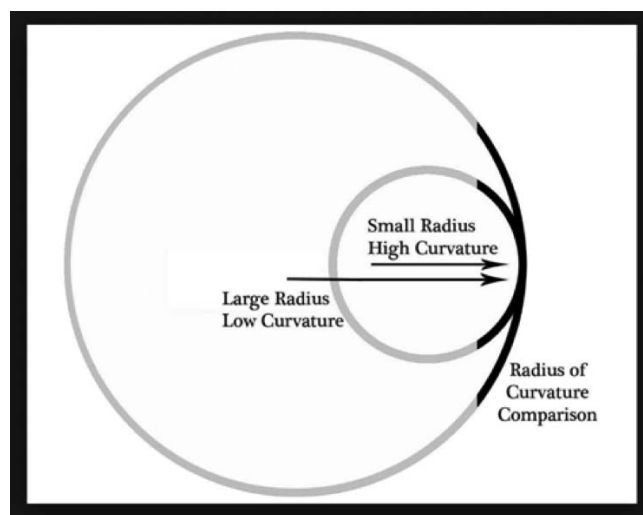 Small Radius
High Curvature
Large Radius
Low Curvature
Radius of
Curvature
Comparison